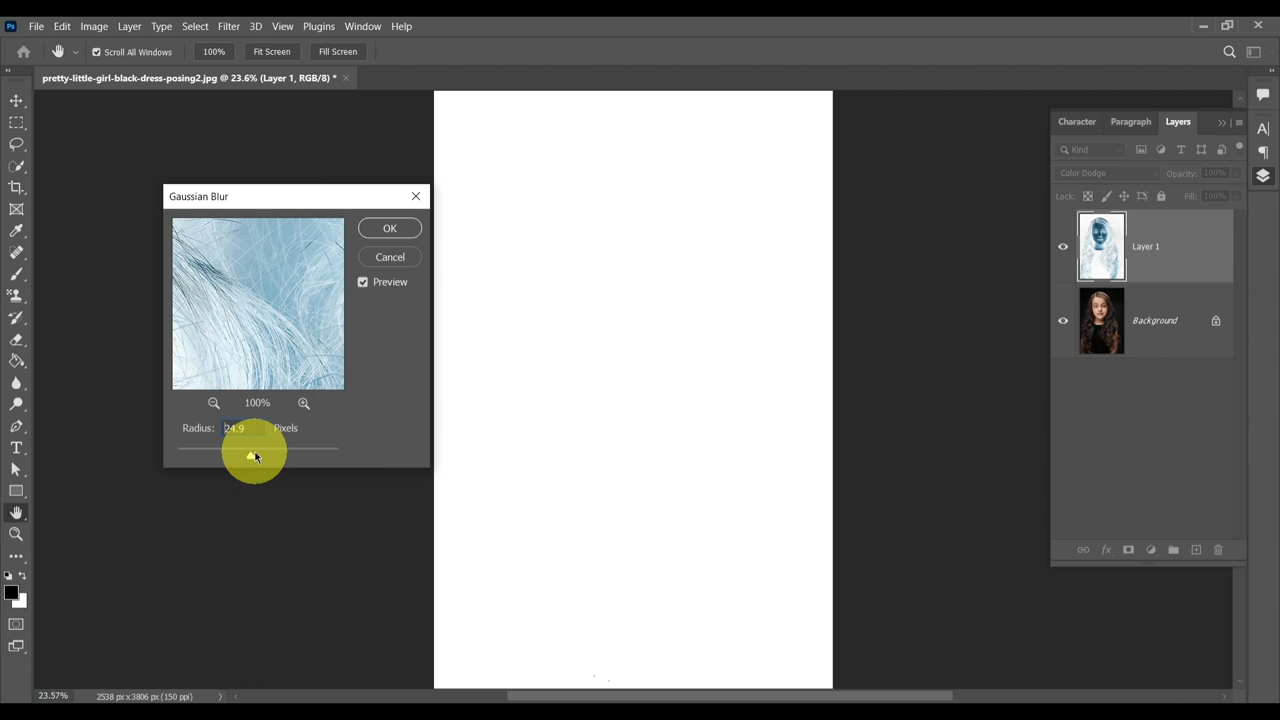 Ps File Edit Image Layer Type Select Filter 3D View Plugins Window Help
Scroll All Windows 100% Fit Screen Fill Screen
pretty-little-girl-black-dress-posing2.jpg @ 23.6% (Layer 1, RGB/8) *
Character Paragraph Layers
Kind
Color Dodge Opacity: 100%
Lock: Fill: 100%
Layer 1
Background
Gaussian Blur
OK
Cancel
Preview
100%
Radius: 24.9 Pixels
23.57% 2538 px x 3806 px (150 ppi)